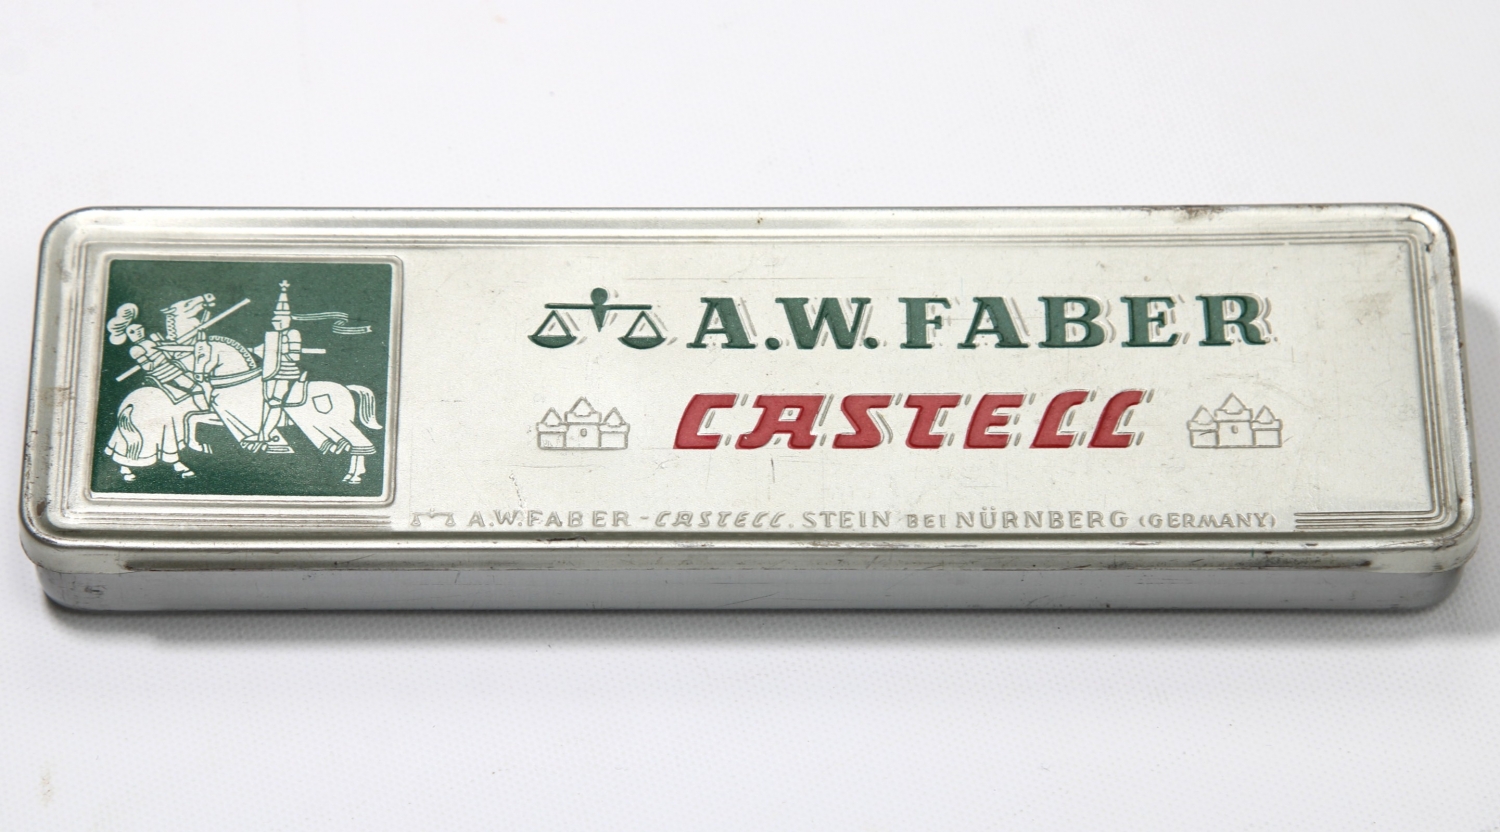 A.W. FABER
CASTELL
A.W. FABER - CASTELL. STEIN BEI NÜRNBERG (GERMANY)